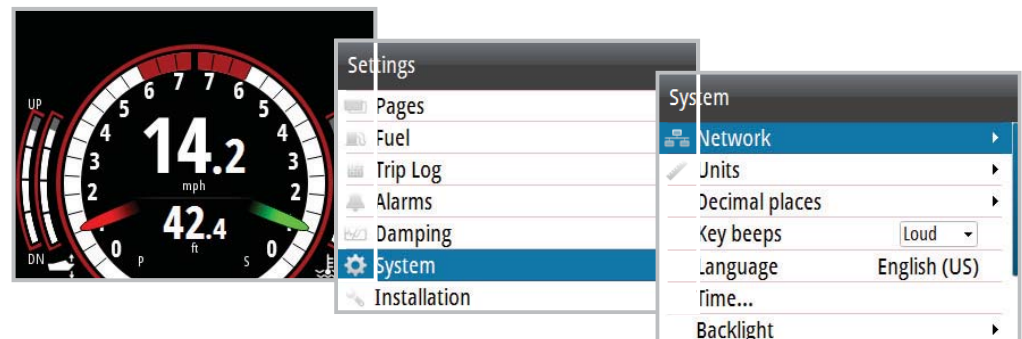 6 7 7 6
UP 5 5
4 14.2 4
3 3
mph
2 2
42.4
ft
0 0
DN P S
Settings
Pages
Fuel
Trip Log
Alarms
Damping
System
Installation
System
Network
Units
Decimal places
Key beeps Loud
Language English (US)
Time...
Backlight